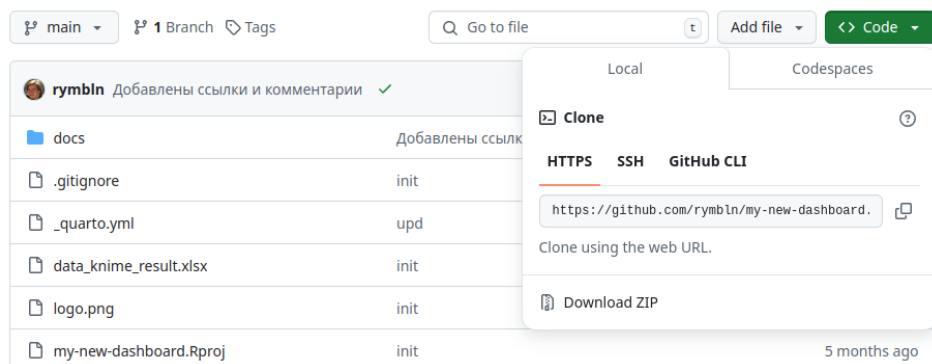 main
1 Branch
Tags
Go to file
t
Add file
<> Code
Local
Codespaces
rymbln Добавлены ссылки и комментарии
Clone
HTTPS
SSH
GitHub CLI
https://github.com/rymbln/my-new-dashboard.
Clone using the web URL.
Download ZIP
docs
Добавлены ссылк
.gitignore
init
_quarto.yml
upd
data_knime_result.xlsx
init
logo.png
init
my-new-dashboard.Rproj
init
5 months ago